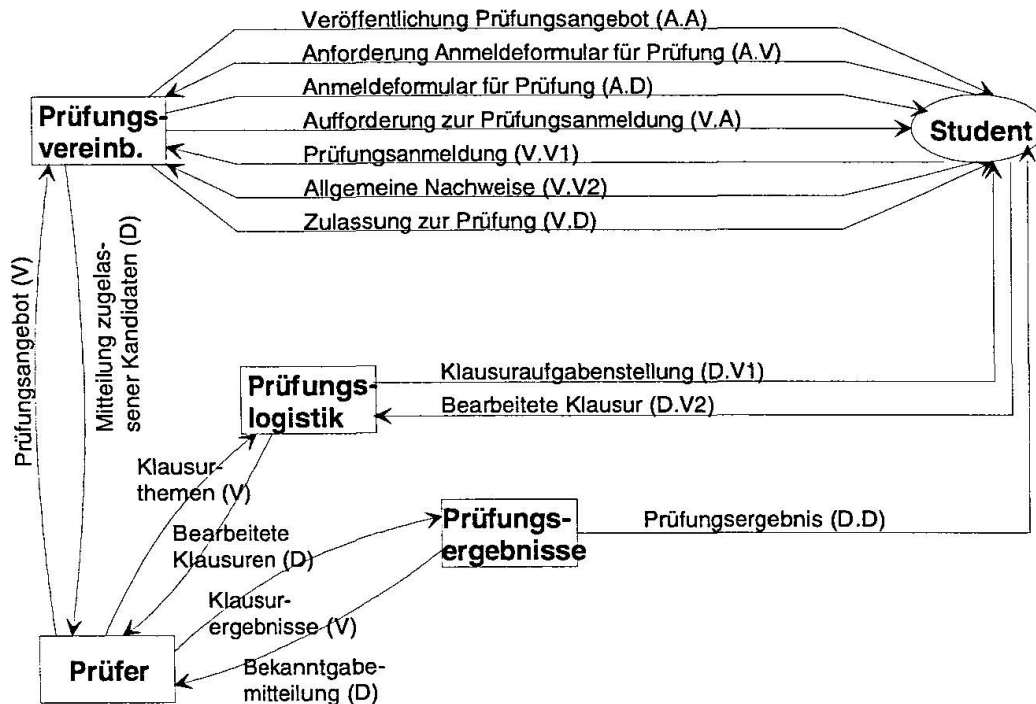 Veröffentlichung Prüfungsangebot (A.A)
Anforderung Anmeldeformular für Prüfung (A.V)
Anmeldeformular für Prüfung (A.D)
Aufforderung zur Prüfungsanmeldung (V.A)
Prüfungsanmeldung (V.V1)
Allgemeine Nachweise (V.V2)
Zulassung zur Prüfung (V.D)
Prüfungs-
vereinb.
Student
Prüfungsangebot (V)
Mitteilung zugelas-
sener Kandidaten (D)
Prüfungs-
logistik
Klausuraufgabenstellung (D.V1)
Bearbeitete Klausur (D.V2)
Klausur-
themen (V)
Bearbeitete
Klausuren (D)
Prüfungs-
ergebnisse
Prüfungsergebnis (D.D)
Klausur-
ergebnisse (V)
Prüfer
Bekanntgabe-
mitteilung (D)